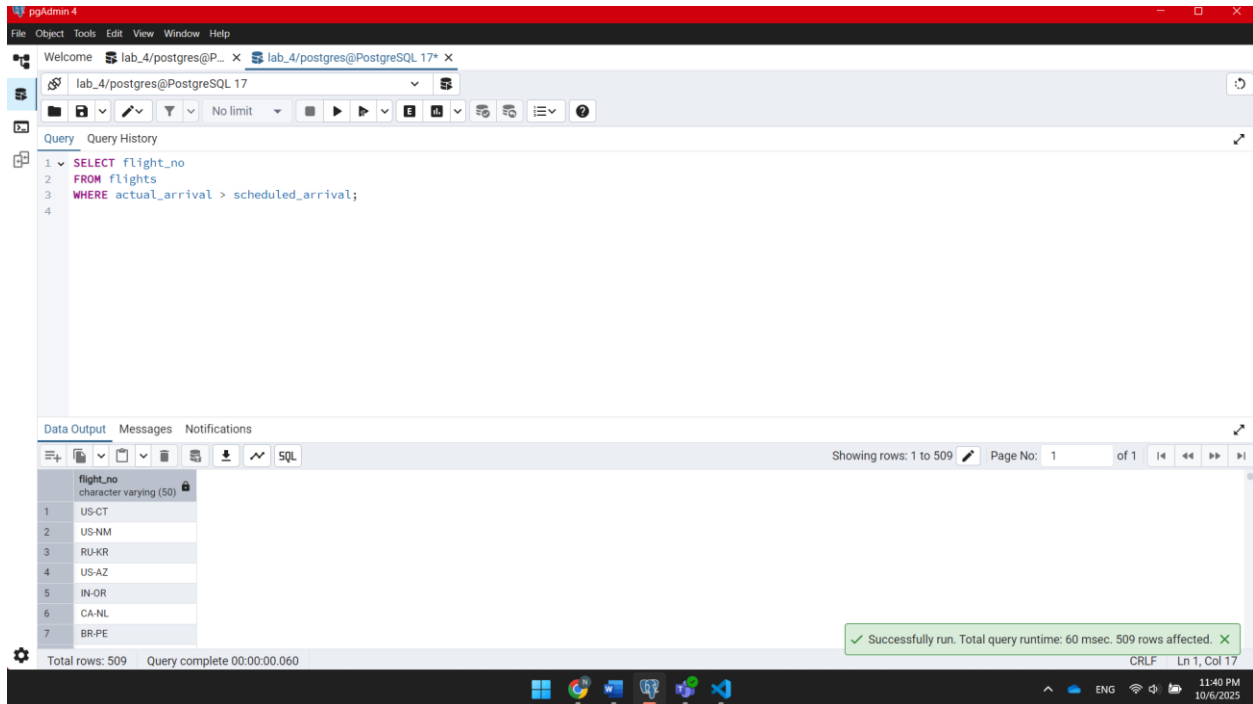 pgAdmin 4
File Object Tools Edit View Window Help
Welcome lab_4/postgres@P... X lab_4/postgres@PostgreSQL 17* X
lab_4/postgres@PostgreSQL 17
No limit
Query Query History
1 SELECT flight_no
2 FROM flights
3 WHERE actual_arrival > scheduled_arrival;
4
Data Output Messages Notifications
SQL Showing rows: 1 to 509 Page No: 1 of 1
flight_no
character varying (50)
1 US-CT
2 US-NM
3 RU-KR
4 US-AZ
5 IN-OR
6 CA-NL
7 BR-PE
Successfully run. Total query runtime: 60 msec. 509 rows affected. X
Total rows: 509 Query complete 00:00:00.060 CRLF Ln 1, Col 17
ENG 11:40 PM
10/6/2025